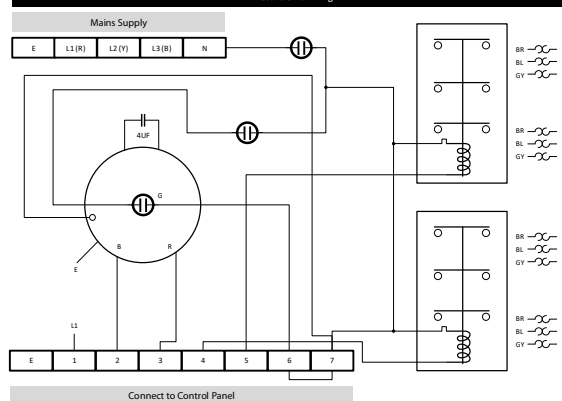 Mains Supply
E L1 (R) L2 (Y) L3 (B) N
BR
BL
GY
BR
BL
GY
4UF
G
B R
E
BR
BL
GY
BR
BL
GY
L1
E 1 2 3 4 5 6 7
Connect to Control Panel